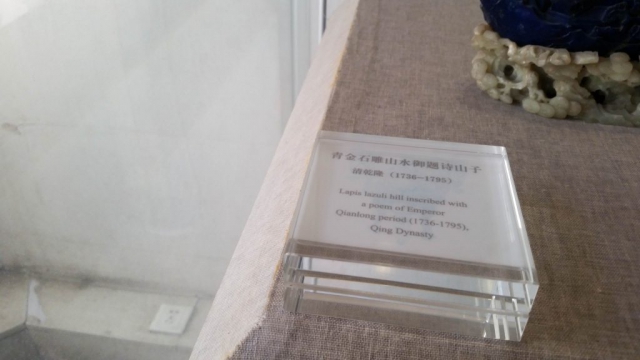 青金石雕山水御题诗山子
清乾隆（1736—1795）
Lapis lazuli hill inscribed with
a poem of Emperor
Qianlong period (1736-1795),
Qing Dynasty